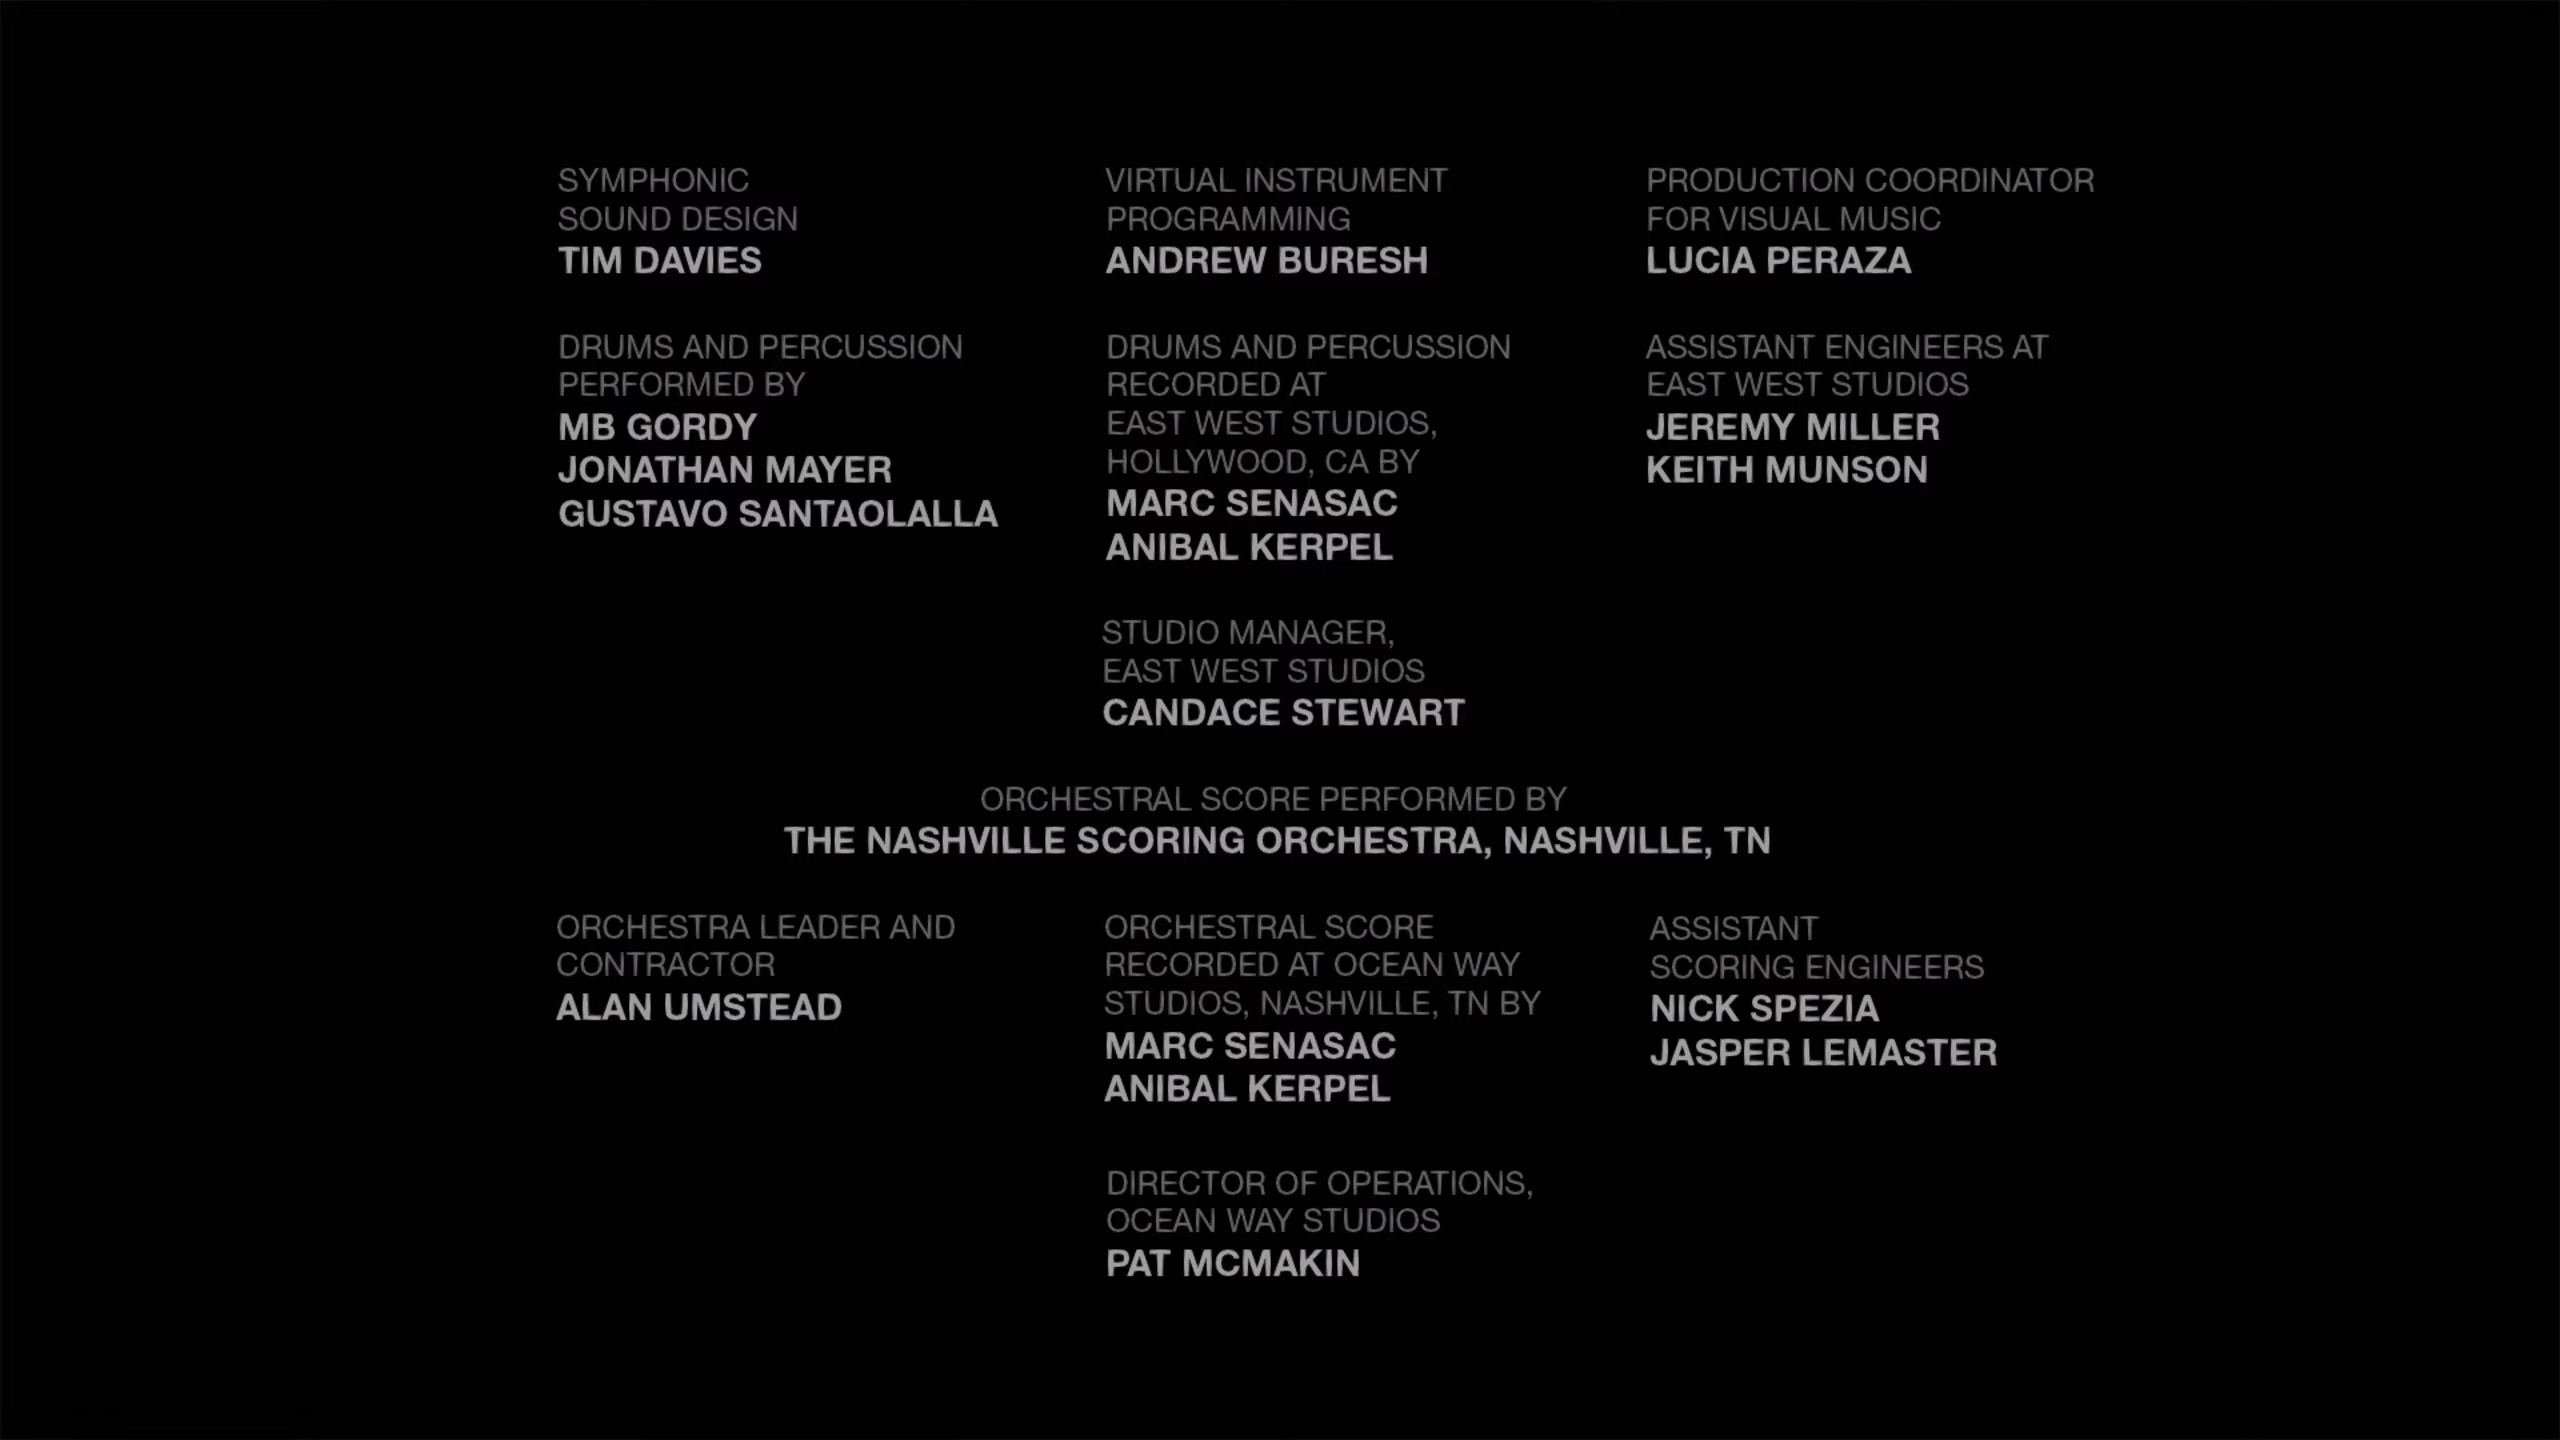 SYMPHONIC
SOUND DESIGN
TIM DAVIES
VIRTUAL INSTRUMENT
PROGRAMMING
ANDREW BURESH
PRODUCTION COORDINATOR
FOR VISUAL MUSIC
LUCIA PERAZA
DRUMS AND PERCUSSION
PERFORMED BY
MB GORDY
JONATHAN MAYER
GUSTAVO SANTAOLALLA
DRUMS AND PERCUSSION
RECORDED AT
EAST WEST STUDIOS,
HOLLYWOOD, CA BY
MARC SENASAC
ANIBAL KERPEL
ASSISTANT ENGINEERS AT
EAST WEST STUDIOS
JEREMY MILLER
KEITH MUNSON
STUDIO MANAGER,
EAST WEST STUDIOS
CANDACE STEWART
ORCHESTRAL SCORE PERFORMED BY
THE NASHVILLE SCORING ORCHESTRA, NASHVILLE, TN
ORCHESTRA LEADER AND
CONTRACTOR
ALAN UMSTEAD
ORCHESTRAL SCORE
RECORDED AT OCEAN WAY
STUDIOS, NASHVILLE, TN BY
MARC SENASAC
ANIBAL KERPEL
ASSISTANT
SCORING ENGINEERS
NICK SPEZIA
JASPER LEMASTER
DIRECTOR OF OPERATIONS,
OCEAN WAY STUDIOS
PAT MCMAKIN